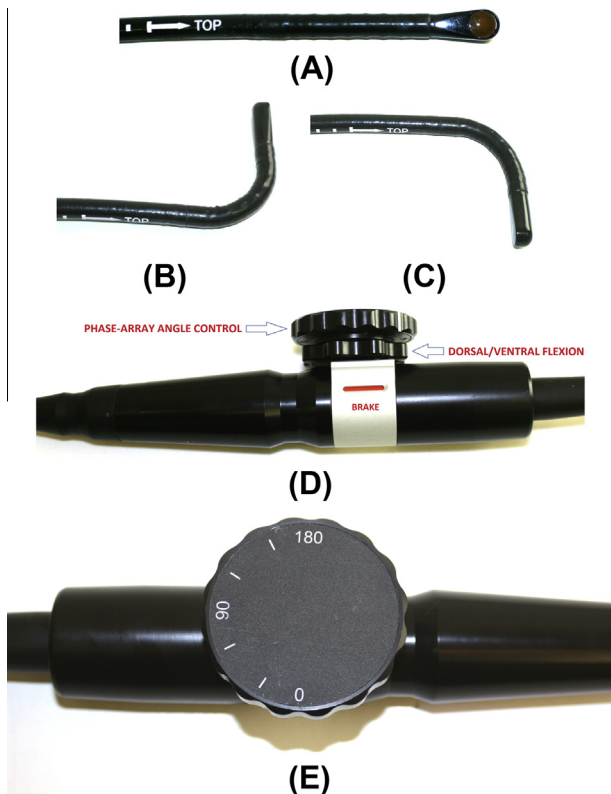 TOP
(A)
TOP
TOP
(B)
(C)
PHASE-ARRAY ANGLE CONTROL
DORSAL/VENTRAL FLEXION
BRAKE
(D)
180
90
0
(E)